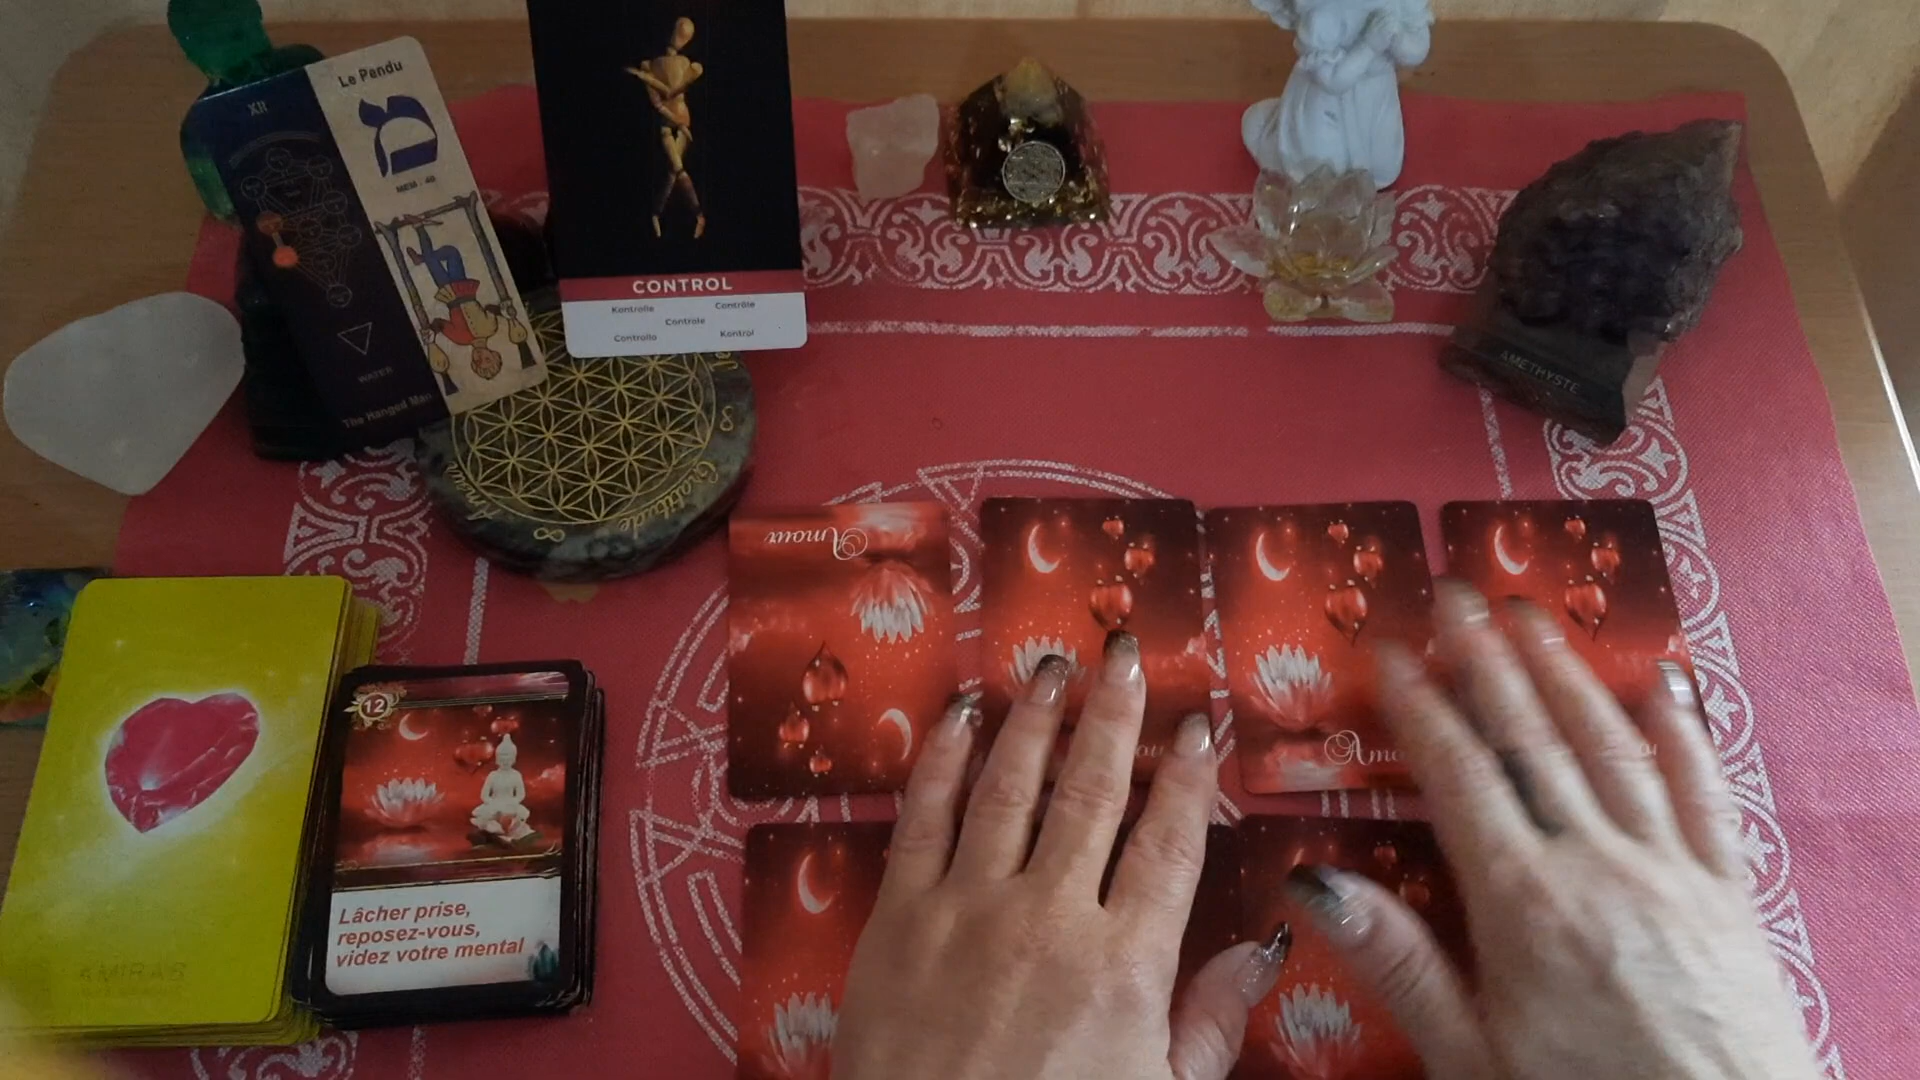 XII
Le Pendu
מ
MEM - 40
WATER
The Hanged Man
CONTROL
Kontrolle
Contrôle
Controle
Controllo
Kontrol
Gratitude
AMETHYSTE
Amour
Amo
12
Lâcher prise,
reposez-vous,
videz votre mental